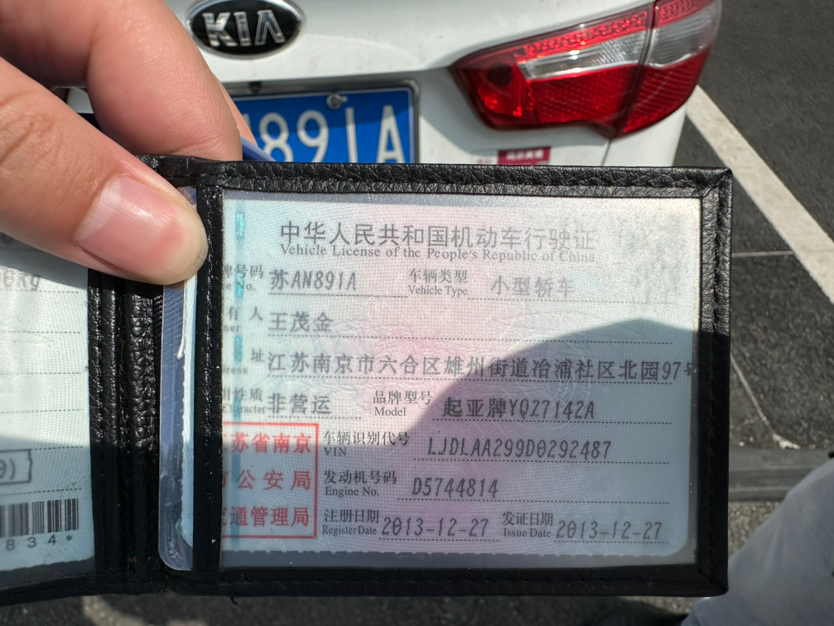 KIA
891A
中华人民共和国机动车行驶证
Vehicle License of the People's Republic of China
号码 苏AN891A 车辆类型 小型轿车
No. Vehicle Type
有 人 王茂金
址 江苏南京市六合区雄州街道冶浦社区北园97号
性质 非营运 品牌型号 起亚牌YQZ7142A
Character Model
苏省南京 车辆识别代号 LJDLAA299D0292487
VIN
公安局 发动机号码 D5744814
Engine No.
通管理局 注册日期 2013-12-27 发证日期 2013-12-27
Register Date Issue Date
834*